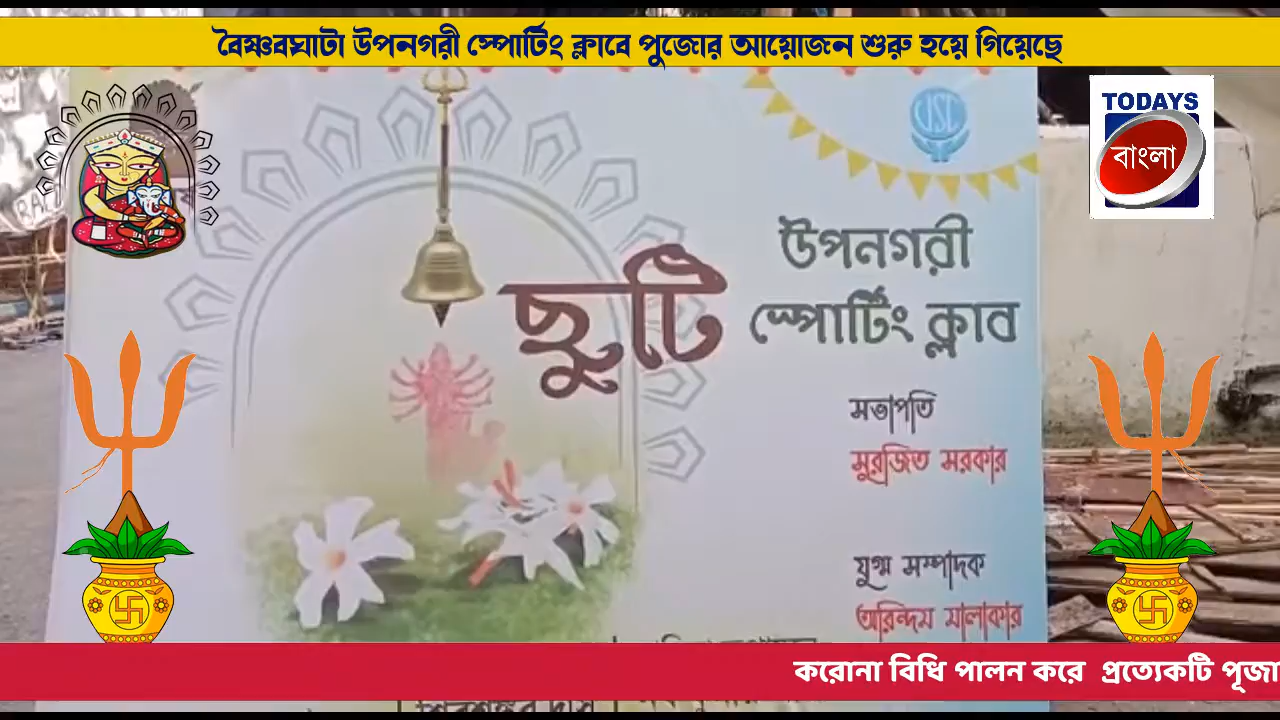 বৈষ্ণবঘাটা উপনগরী স্পোর্টিং ক্লাবে পুজোর আয়োজন শুরু হয়ে গিয়েছে
TODAYS
বাংলা
USC
ছুটি
উপনগরী
স্পোর্টিং ক্লাব
সভাপতি
সুরজিত সরকার
যুগ্ম সম্পাদক
অরিন্দম মালাকার
করোনা বিধি পালন করে প্রত্যেকটি পূজা